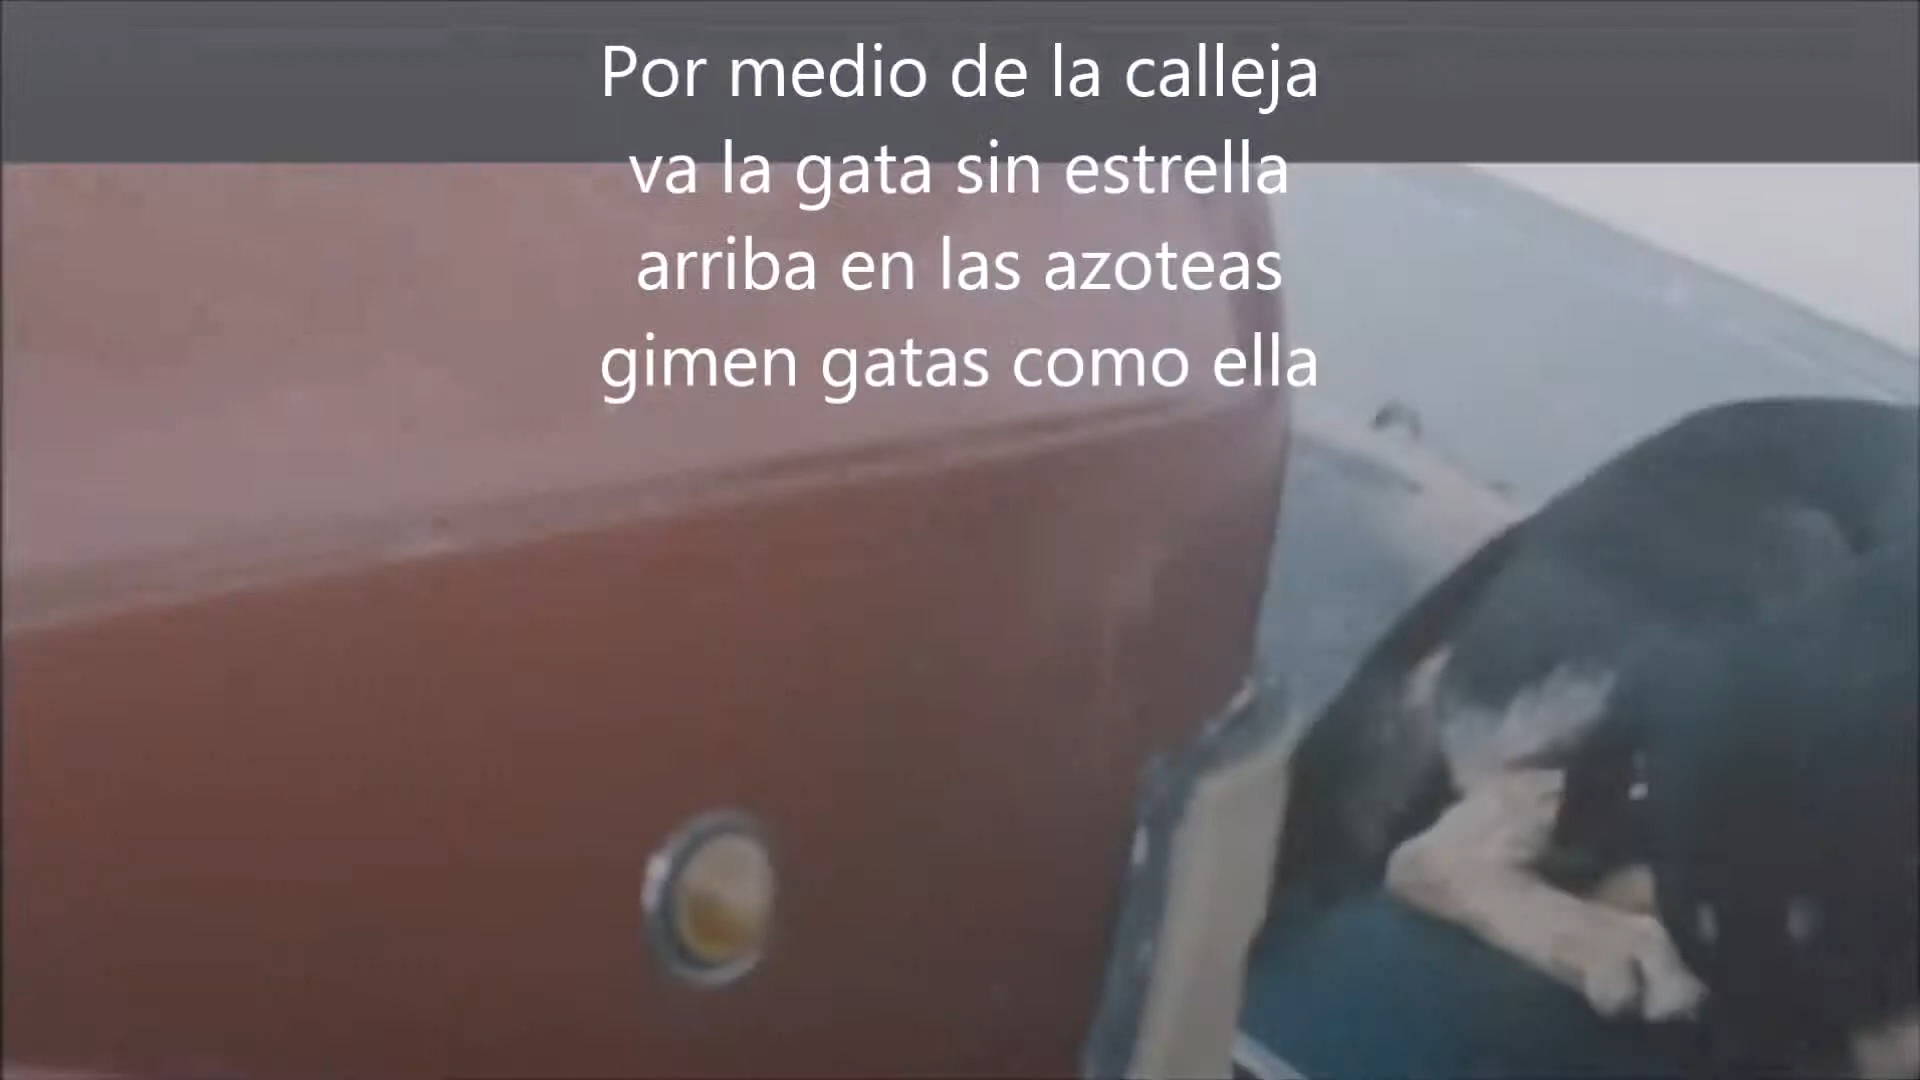 Por medio de la calleja
va la gata sin estrella
arriba en las azoteas
gimen gatas como ella